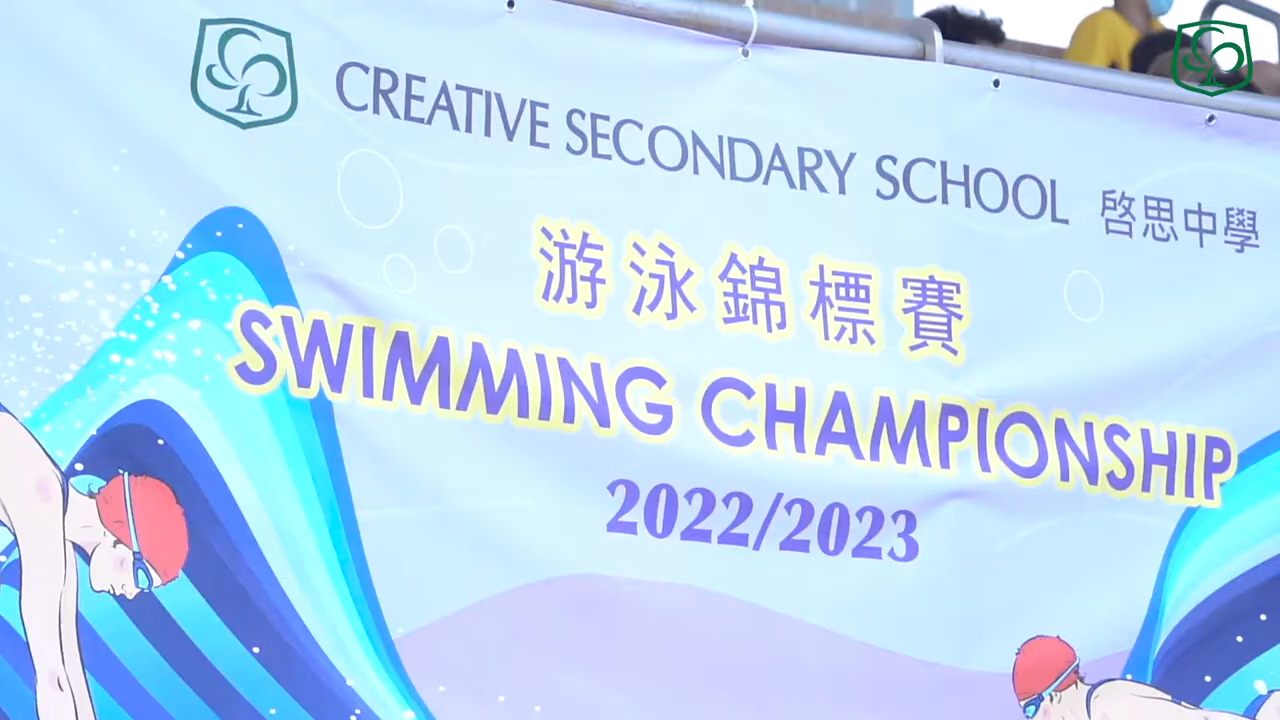 CREATIVE SECONDARY SCHOOL 啓思中學
游泳錦標賽
SWIMMING CHAMPIONSHIP
2022/2023